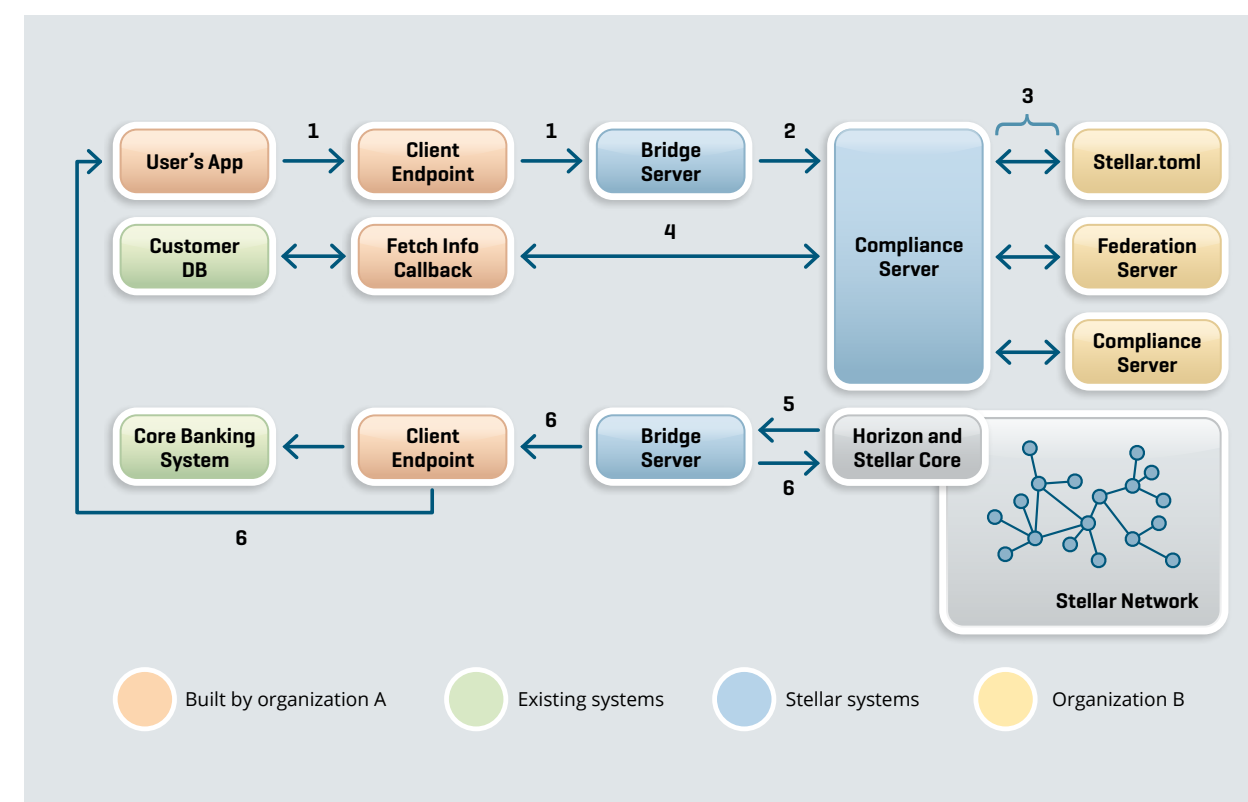 3
1
1
2
User's App
Client
Endpoint
Bridge
Server
Stellar.toml
Customer
DB
Fetch Info
Callback
4
Compliance
Server
Federation
Server
Compliance
Server
Core Banking
System
Client
Endpoint
6
Bridge
Server
5
6
Horizon and
Stellar Core
6
Stellar Network
Built by organization A
Existing systems
Stellar systems
Organization B